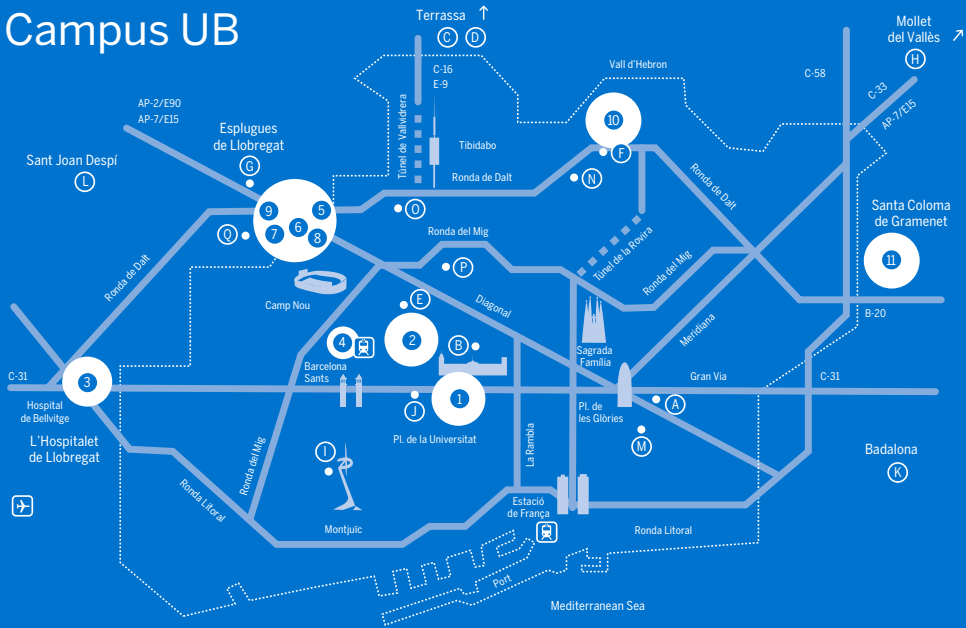 Campus UB
Terrassa
C D
C-16
E-9
Vall d'Hebron
C-58
Mollet
del Vallès
H
C-33
AP-7/E15
AP-2/E90
AP-7/E15
Esplugues
de Llobregat
G
Sant Joan Despí
L
Túnel de Vallvidrera
Tibidabo
Ronda de Dalt
10
F
N
Ronda de Dalt
Santa Coloma
de Gramenet
11
9 5
6
7 8
Q
O
Ronda del Mig
P
Túnel de la Rovira
Ronda del Mig
Ronda de Dalt
Camp Nou
E
Diagonal
B-20
4
2
B
Barcelona
Sants
Sagrada
Família
Meridiana
3
C-31
Gran Via
C-31
Hospital
de Bellvitge
L'Hospitalet
de Llobregat
J
1
Pl. de la Universitat
Pl. de
les Glòries
A
M
La Rambla
Ronda del Mig
I
Badalona
K
Ronda Litoral
Montjuïc
Estació
de França
Ronda Litoral
Port
Mediterranean Sea